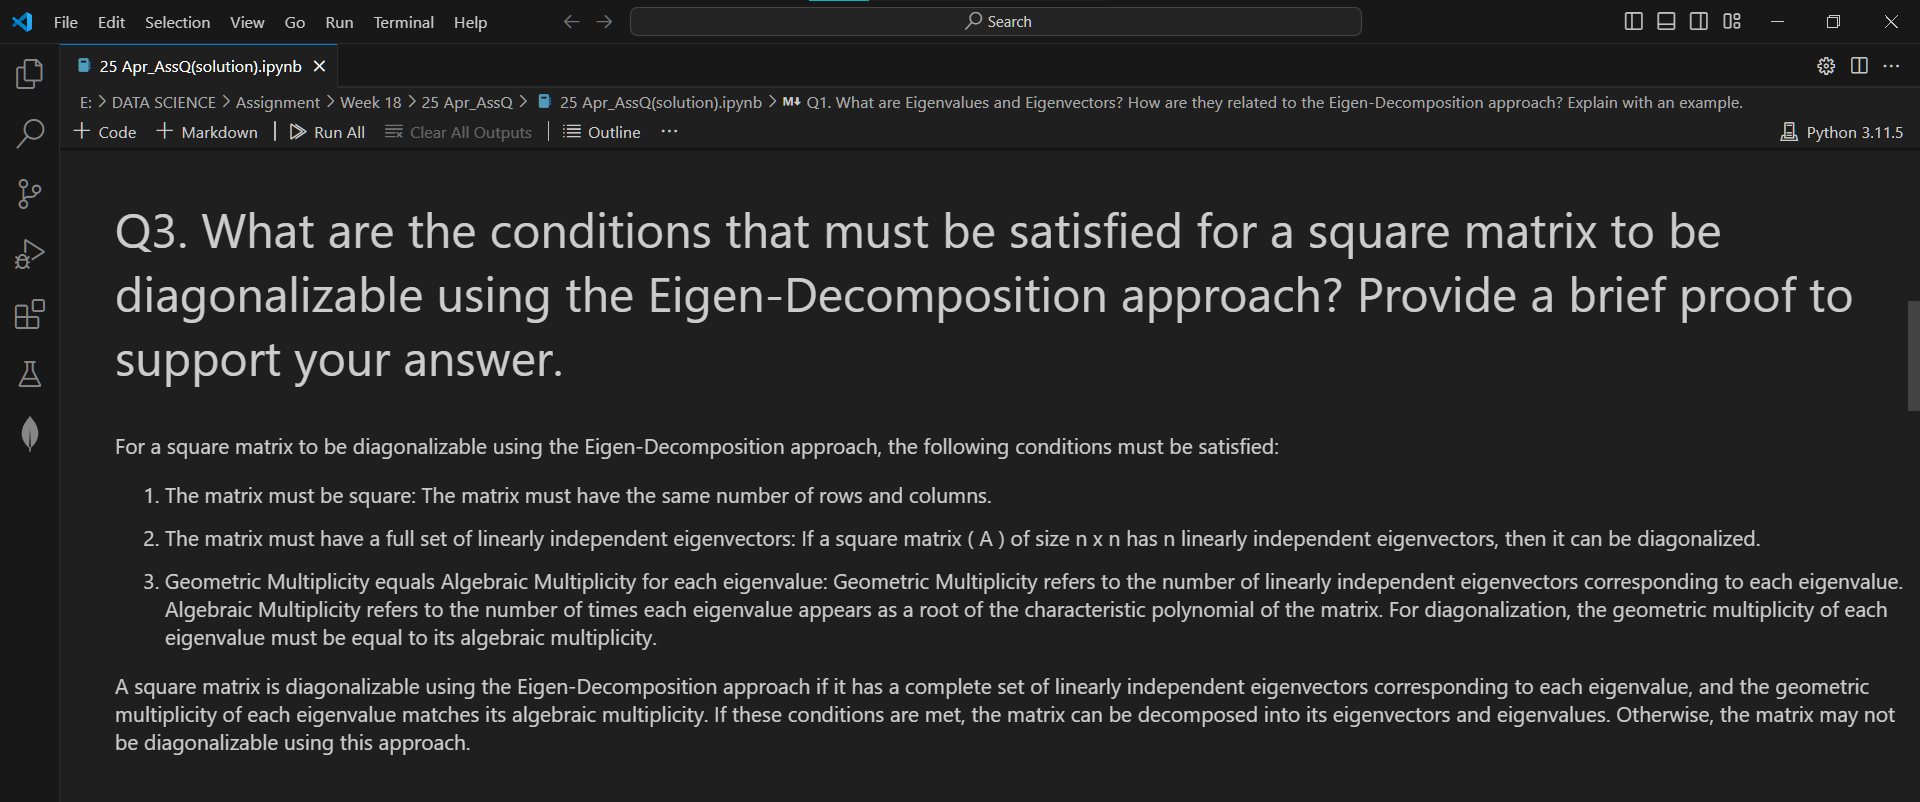 File Edit Selection View Go Run Terminal Help
Search
25 Apr_AssQ(solution).ipynb
E: > DATA SCIENCE > Assignment > Week 18 > 25 Apr_AssQ > 25 Apr_AssQ(solution).ipynb > M↓ Q1. What are Eigenvalues and Eigenvectors? How are they related to the Eigen-Decomposition approach? Explain with an example.
+ Code + Markdown | Run All Clear All Outputs | Outline ... Python 3.11.5
Q3. What are the conditions that must be satisfied for a square matrix to be
diagonalizable using the Eigen-Decomposition approach? Provide a brief proof to
support your answer.
For a square matrix to be diagonalizable using the Eigen-Decomposition approach, the following conditions must be satisfied:
1. The matrix must be square: The matrix must have the same number of rows and columns.
2. The matrix must have a full set of linearly independent eigenvectors: If a square matrix ( A ) of size n x n has n linearly independent eigenvectors, then it can be diagonalized.
3. Geometric Multiplicity equals Algebraic Multiplicity for each eigenvalue: Geometric Multiplicity refers to the number of linearly independent eigenvectors corresponding to each eigenvalue.
Algebraic Multiplicity refers to the number of times each eigenvalue appears as a root of the characteristic polynomial of the matrix. For diagonalization, the geometric multiplicity of each
eigenvalue must be equal to its algebraic multiplicity.
A square matrix is diagonalizable using the Eigen-Decomposition approach if it has a complete set of linearly independent eigenvectors corresponding to each eigenvalue, and the geometric
multiplicity of each eigenvalue matches its algebraic multiplicity. If these conditions are met, the matrix can be decomposed into its eigenvectors and eigenvalues. Otherwise, the matrix may not
be diagonalizable using this approach.